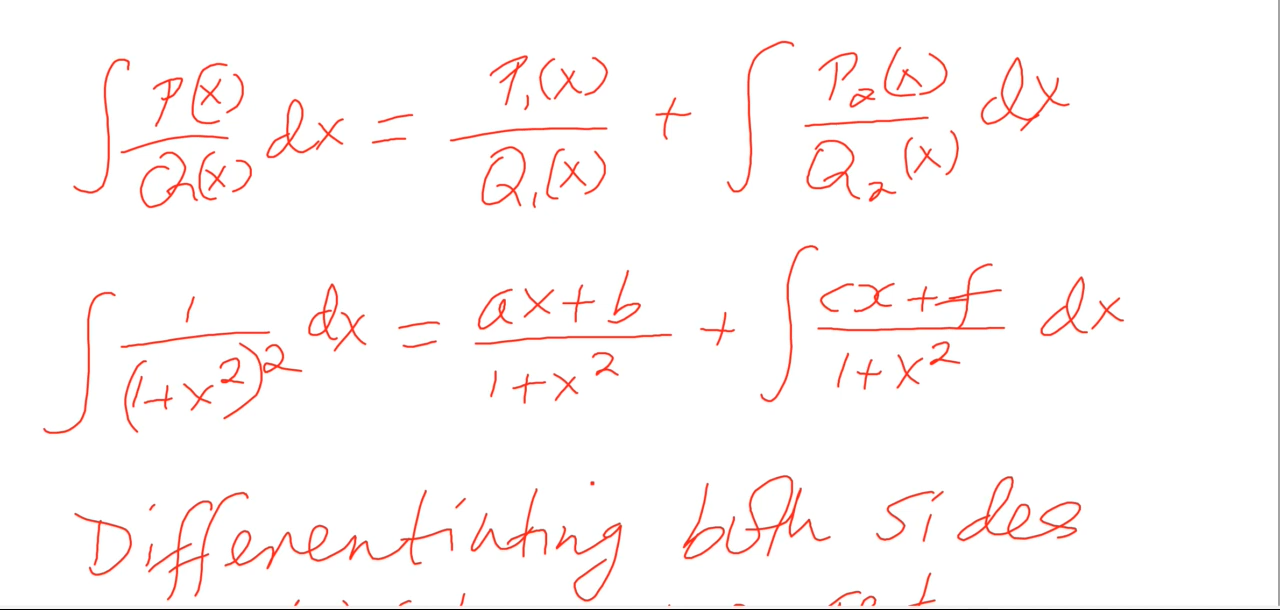 ∫ P(x)/Q(x) dx = P₁(x)/Q₁(x) + ∫ P₂(x)/Q₂(x) dx
∫ 1/(1+x²)² dx = (ax+b)/(1+x²) + ∫ (cx+f)/(1+x²) dx
Differentiating both sides